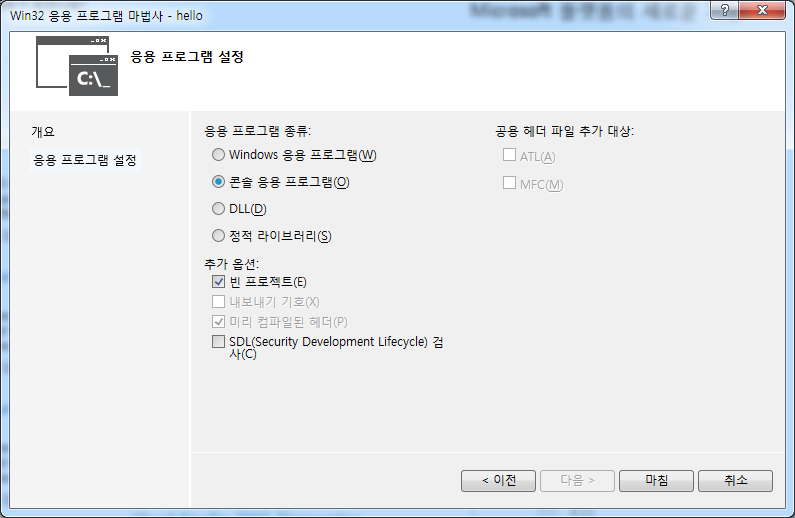 Win32 응용 프로그램 마법사 - hello
?
C:\_
응용 프로그램 설정
개요
응용 프로그램 설정
응용 프로그램 종류:
Windows 응용 프로그램(W)
콘솔 응용 프로그램(O)
DLL(D)
정적 라이브러리(S)
추가 옵션:
빈 프로젝트(E)
내보내기 기호(X)
미리 컴파일된 헤더(P)
SDL(Security Development Lifecycle) 검
사(C)
공용 헤더 파일 추가 대상:
ATL(A)
MFC(M)
< 이전
다음 >
마침
취소